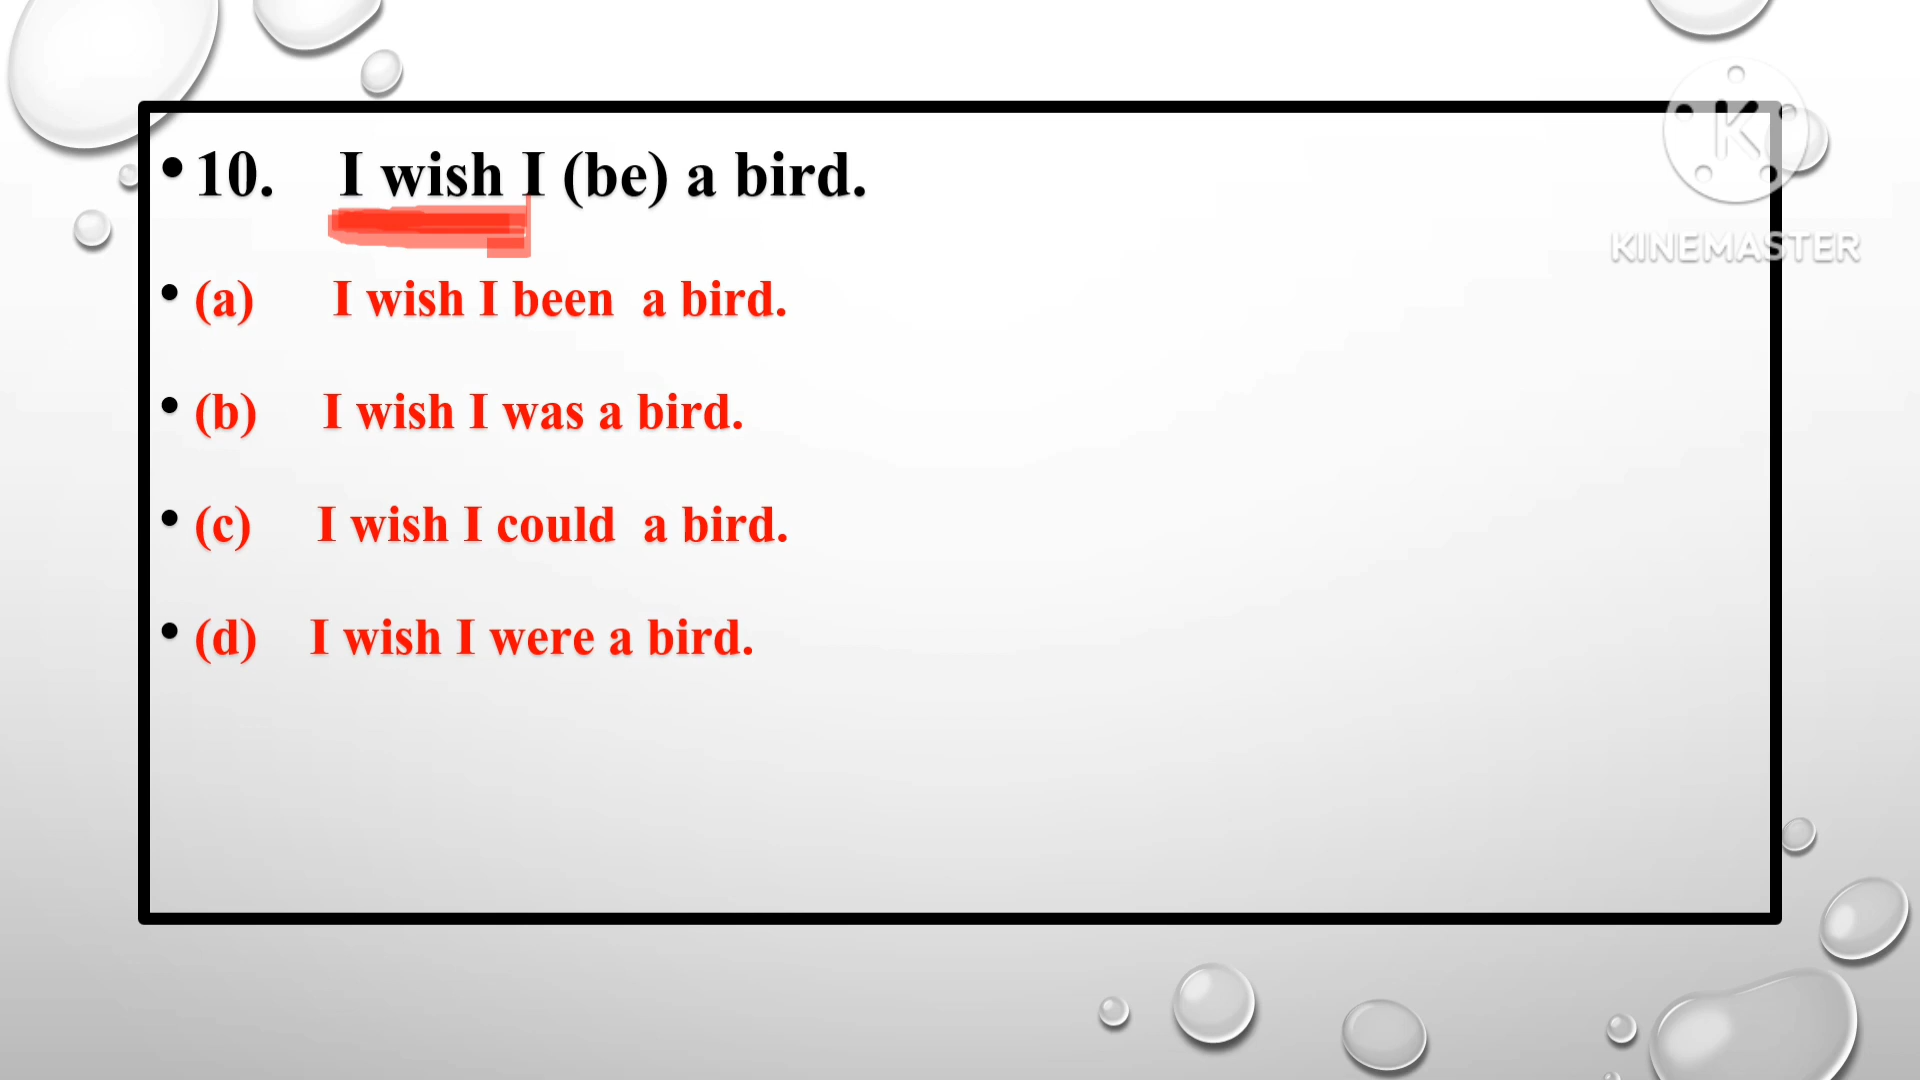 • 10. I wish I (be) a bird.
• (a) I wish I been a bird.
• (b) I wish I was a bird.
• (c) I wish I could a bird.
• (d) I wish I were a bird.
K
KINEMASTER